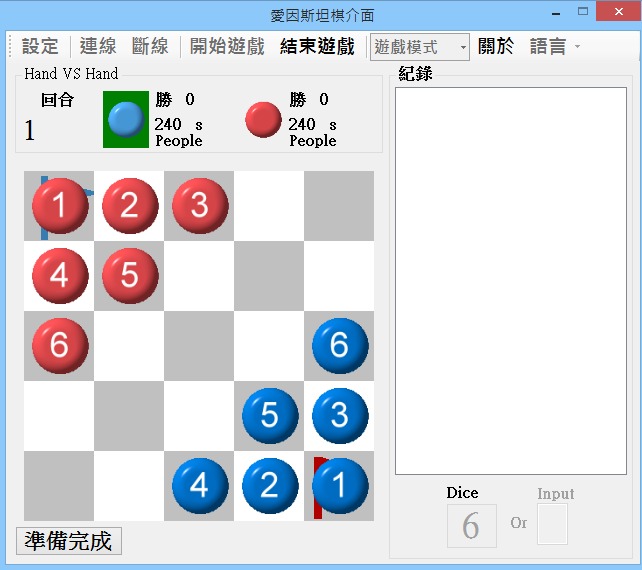 愛因斯坦棋介面
設定 連線 斷線 開始遊戲 結束遊戲 遊戲模式 關於 語言
Hand VS Hand
回合
1
勝 0
240 s
People
勝 0
240 s
People
紀錄
1 2 3
4 5
6 6
5 3
4 2 1
Dice
6
Or
Input
準備完成